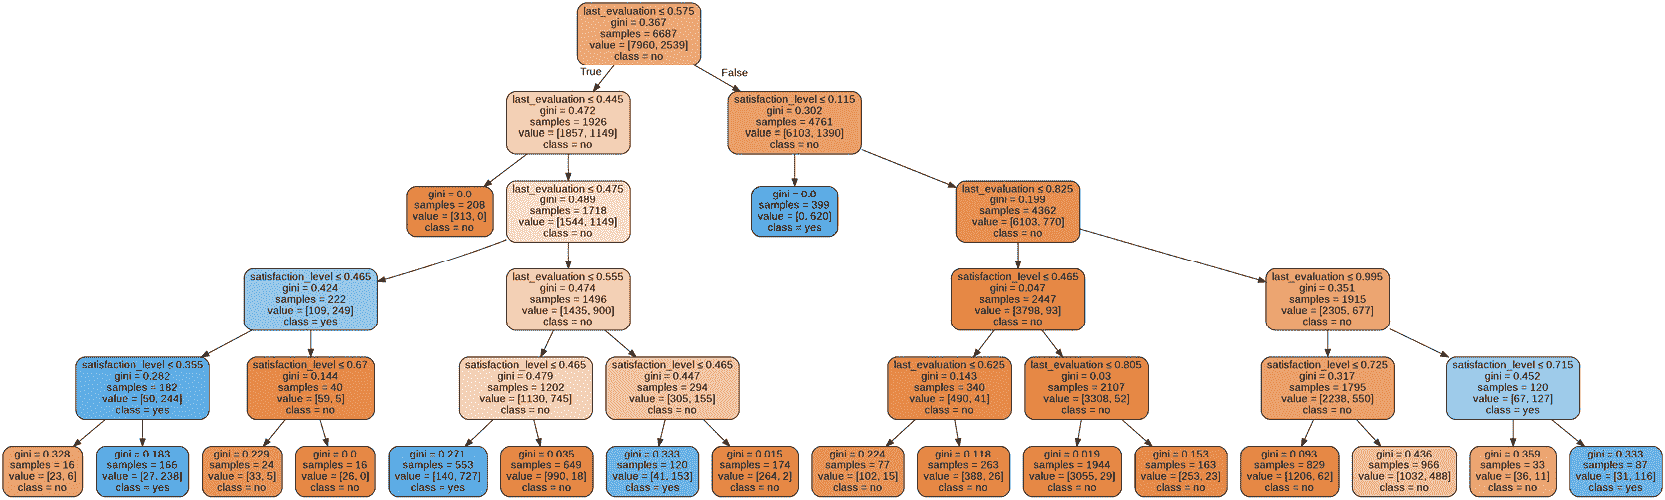 last_evaluation ≤ 0.575
gini = 0.367
samples = 6687
value = [7960, 2539]
class = no
True
False
last_evaluation ≤ 0.445
gini = 0.472
samples = 1926
value = [1857, 1149]
class = no
satisfaction_level ≤ 0.115
gini = 0.302
samples = 4761
value = [6103, 1390]
class = no
gini = 0.0
samples = 208
value = [313, 0]
class = no
last_evaluation ≤ 0.475
gini = 0.489
samples = 1718
value = [1544, 1149]
class = no
gini = 0.0
samples = 399
value = [0, 620]
class = yes
last_evaluation ≤ 0.825
gini = 0.199
samples = 4362
value = [6103, 770]
class = no
satisfaction_level ≤ 0.465
gini = 0.424
samples = 222
value = [109, 249]
class = yes
last_evaluation ≤ 0.555
gini = 0.474
samples = 1496
value = [1435, 900]
class = no
satisfaction_level ≤ 0.465
gini = 0.047
samples = 2447
value = [3798, 93]
class = no
last_evaluation ≤ 0.995
gini = 0.351
samples = 1915
value = [2305, 677]
class = no
satisfaction_level ≤ 0.355
gini = 0.282
samples = 182
value = [50, 244]
class = yes
satisfaction_level ≤ 0.67
gini = 0.144
samples = 40
value = [59, 5]
class = no
satisfaction_level ≤ 0.465
gini = 0.479
samples = 1202
value = [1130, 745]
class = no
satisfaction_level ≤ 0.465
gini = 0.447
samples = 294
value = [305, 155]
class = no
last_evaluation ≤ 0.625
gini = 0.143
samples = 340
value = [490, 41]
class = no
satisfaction_level ≤ 0.805
gini = 0.03
samples = 2107
value = [3308, 52]
class = no
satisfaction_level ≤ 0.725
gini = 0.317
samples = 1795
value = [2238, 550]
class = no
satisfaction_level ≤ 0.715
gini = 0.452
samples = 120
value = [67, 127]
class = yes
gini = 0.328
samples = 16
value = [23, 6]
class = no
gini = 0.183
samples = 166
value = [27, 238]
class = yes
gini = 0.229
samples = 24
value = [33, 5]
class = no
gini = 0.0
samples = 16
value = [26, 0]
class = no
gini = 0.271
samples = 553
value = [140, 727]
class = yes
gini = 0.035
samples = 649
value = [990, 18]
class = no
gini = 0.333
samples = 120
value = [41, 153]
class = yes
gini = 0.015
samples = 174
value = [264, 2]
class = no
gini = 0.224
samples = 77
value = [102, 15]
class = no
gini = 0.118
samples = 263
value = [388, 26]
class = no
gini = 0.019
samples = 1944
value = [3055, 29]
class = no
gini = 0.153
samples = 163
value = [253, 23]
class = no
gini = 0.093
samples = 829
value = [1206, 62]
class = no
gini = 0.436
samples = 966
value = [1032, 488]
class = no
gini = 0.359
samples = 33
value = [36, 11]
class = no
gini = 0.333
samples = 87
value = [31, 116]
class = yes